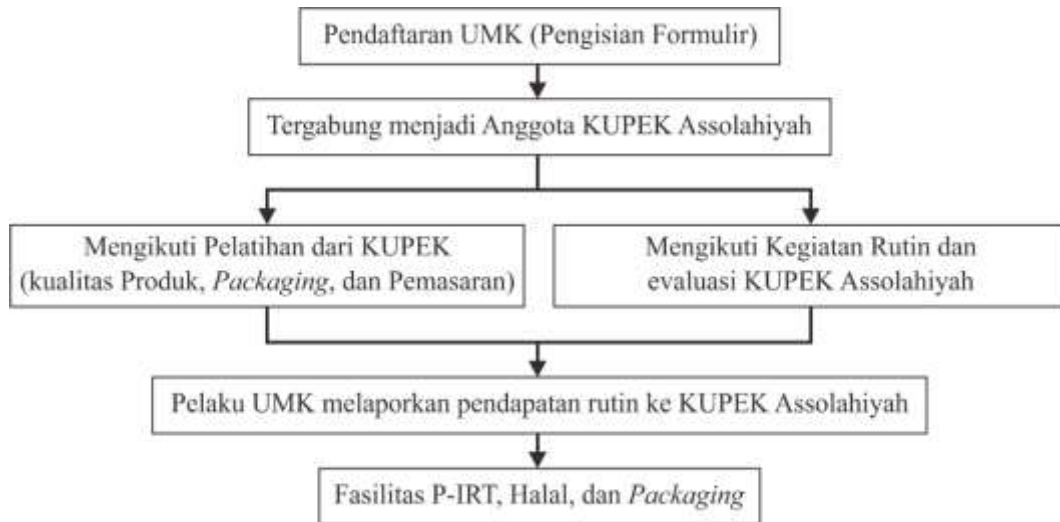 Pendaftaran UMK (Pengisian Formulir)
Tergabung menjadi Anggota KUPEK Assolahiyah
Mengikuti Pelatihan dari KUPEK
(kualitas Produk, Packaging, dan Pemasaran)
Mengikuti Kegiatan Rutin dan
evaluasi KUPEK Assolahiyah
Pelaku UMK melaporkan pendapatan rutin ke KUPEK Assolahiyah
Fasilitas P-IRT, Halal, dan Packaging